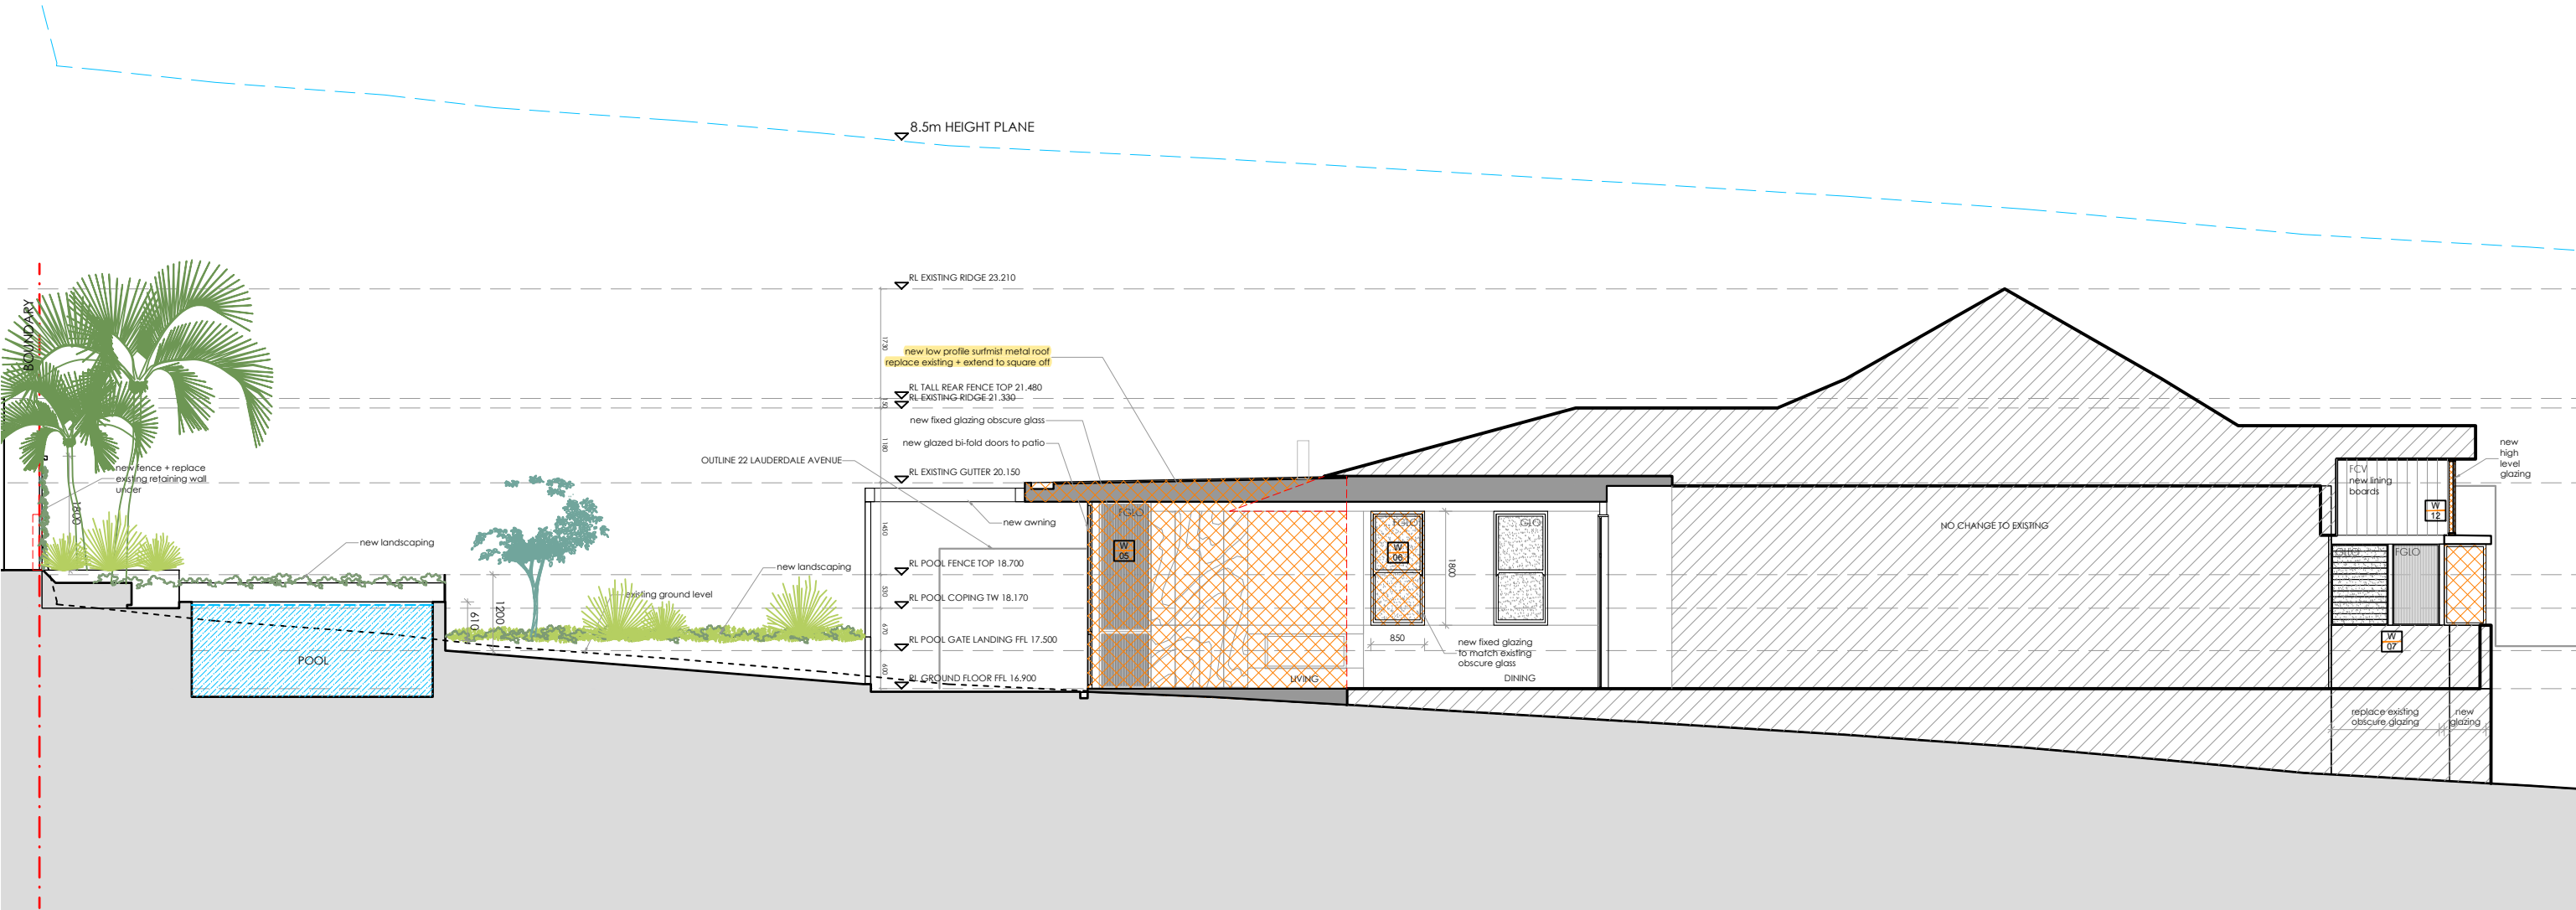 8.5m HEIGHT PLANE
BOUNDARY
RL EXISTING RIDGE 23.210
1730
new low profile surfmist metal roof
replace existing + extend to square off
RL TALL REAR FENCE TOP 21.480
150
RL EXISTING RIDGE 21.330
new fixed glazing obscure glass
1180
new glazed bi-fold doors to patio
OUTLINE 22 LAUDERDALE AVENUE
RL EXISTING GUTTER 20.150
new fence + replace
existing retaining wall
under
1800
new awning
1450
new landscaping
RL POOL FENCE TOP 18.700
new landscaping
530
existing ground level
RL POOL COPING TW 18.170
610
1200
670
RL POOL GATE LANDING FFL 17.500
POOL
600
RL GROUND FLOOR FFL 16.900
FGLO
W
05
LIVING
FGLO
W
06
850
1800
GLO
new fixed glazing
to match existing
obscure glass
DINING
NO CHANGE TO EXISTING
FCV
new lining
boards
W
12
new
high
level
glazing
FGLO
W
07
replace existing
obscure glazing
new
glazing